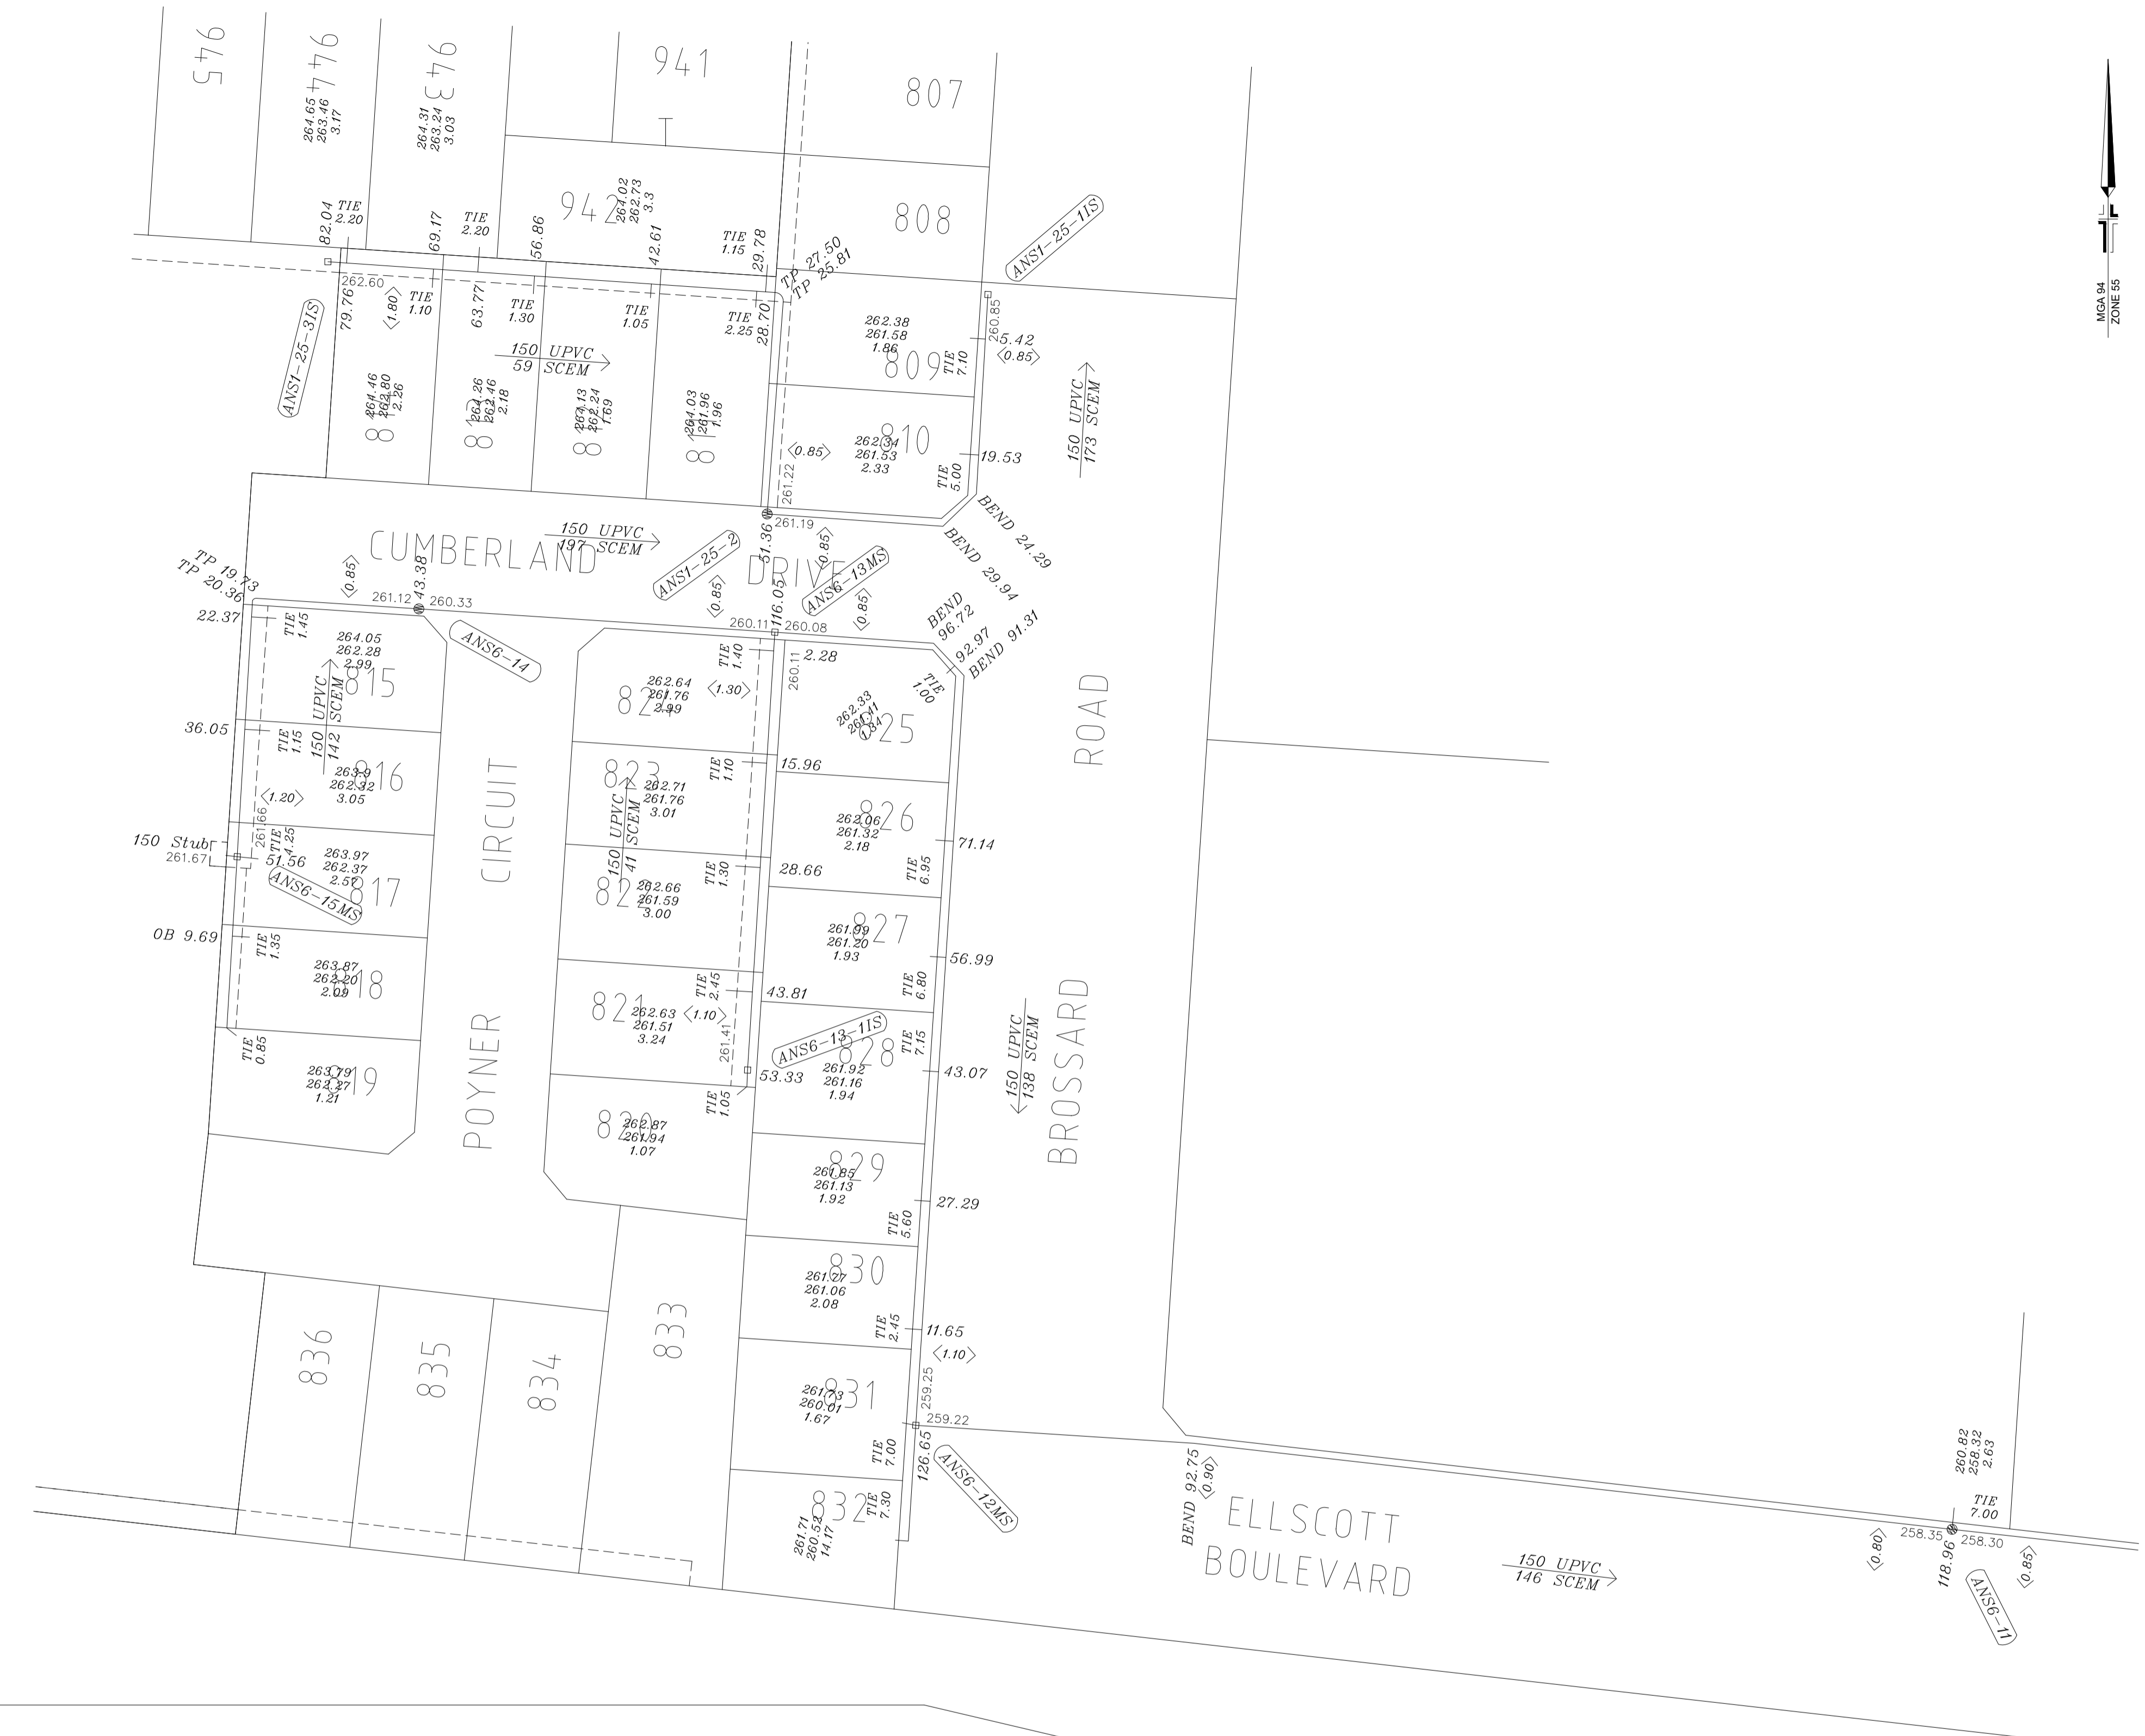 945
944
264.65
263.46
3.17
943
264.31
263.24
3.03
941
807
942
264.02
262.73
3.3
808
ANS1-25-1IS
MGA 94
ZONE 55
82.04
TIE
2.20
69.17
TIE
2.20
56.86
42.61
TIE
1.15
29.78
TP 27.50
TP 25.81
262.60
79.76
<1.80>
TIE
1.10
63.77
TIE
1.30
TIE
1.05
TIE
2.25
28.70
ANS1-25-3IS
150 UPVC
59 SCEM
262.38
261.58
1.86
809
TIE
7.10
260.85
5.42
<0.85>
150 UPVC
173 SCEM
264.46
262.80
2.26
264.26
262.46
2.18
264.13
262.24
1.69
264.03
261.96
1.96
<0.85>
261.22
262.34
261.53
2.33
810
TIE
5.00
19.53
BEND 24.29
BEND 29.94
261.19
51.36
<0.85>
CUMBERLAND
DRIVE
150 UPVC
197 SCEM
ANS1-25-2
ANS6-13MS
<0.85>
<0.85>
<0.85>
TP 19.73
TP 20.36
22.37
TIE
1.45
261.12
43.38
260.33
ANS6-14
116.05
260.11
260.08
BEND
96.72
92.97
BEND 91.31
264.05
262.28
2.99
815
150 UPVC
142 SCEM
36.05
TIE
1.15
263.9
262.32
3.05
816
<1.20>
261.66
TIE
4.25
150 Stub
261.67
51.56
263.97
262.37
2.57
817
ANS6-15MS
OB 9.69
TIE
1.35
263.87
262.20
2.09
818
TIE
0.85
263.79
262.27
1.21
819
POYNER
CIRCUIT
TIE
1.40
2.28
260.11
262.64
261.76
2.99
824
<1.30>
TIE
1.00
262.33
261.41
1.34
825
823
262.71
261.76
3.01
TIE
1.10
15.96
150 UPVC
41 SCEM
822
262.66
261.59
3.00
TIE
1.30
28.66
826
262.06
261.32
2.18
TIE
6.95
71.14
827
261.99
261.20
1.93
TIE
6.80
56.99
821
262.63
261.51
3.24
<1.10>
TIE
2.45
43.81
261.41
ANS6-13-1IS
53.33
TIE
1.05
828
261.92
261.16
1.94
TIE
7.15
43.07
150 UPVC
138 SCEM
BROSSARD
ROAD
820
262.87
261.94
1.07
829
261.85
261.13
1.92
TIE
5.60
27.29
830
261.77
261.06
2.08
TIE
2.45
11.65
<1.10>
836
835
834
833
831
261.73
260.01
1.67
259.25
259.22
TIE
7.00
126.65
ANS6-12MS
832
261.71
260.52
14.17
TIE
7.30
BEND 92.75
<0.90>
ELLSCOTT
BOULEVARD
150 UPVC
146 SCEM
260.82
258.32
2.63
TIE
7.00
258.35
258.30
<0.80>
118.96
<0.85>
ANS6-11